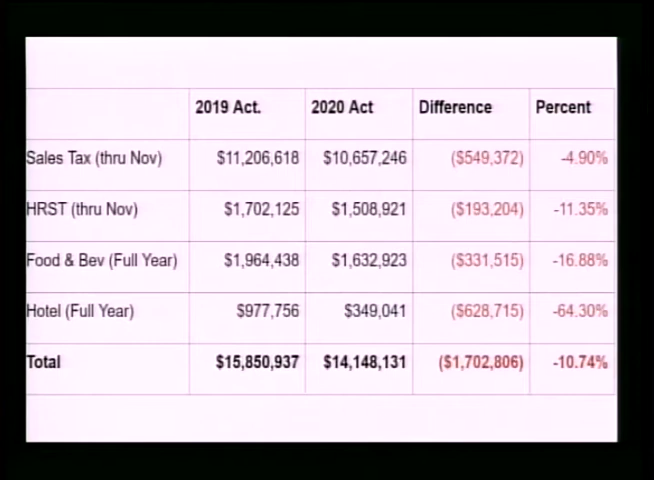 2019 Act. 2020 Act Difference Percent
Sales Tax (thru Nov) $11,206,618 $10,657,246 ($549,372) -4.90%
HRST (thru Nov) $1,702,125 $1,508,921 ($193,204) -11.35%
Food & Bev (Full Year) $1,964,438 $1,632,923 ($331,515) -16.88%
Hotel (Full Year) $977,756 $349,041 ($628,715) -64.30%
Total $15,850,937 $14,148,131 ($1,702,806) -10.74%